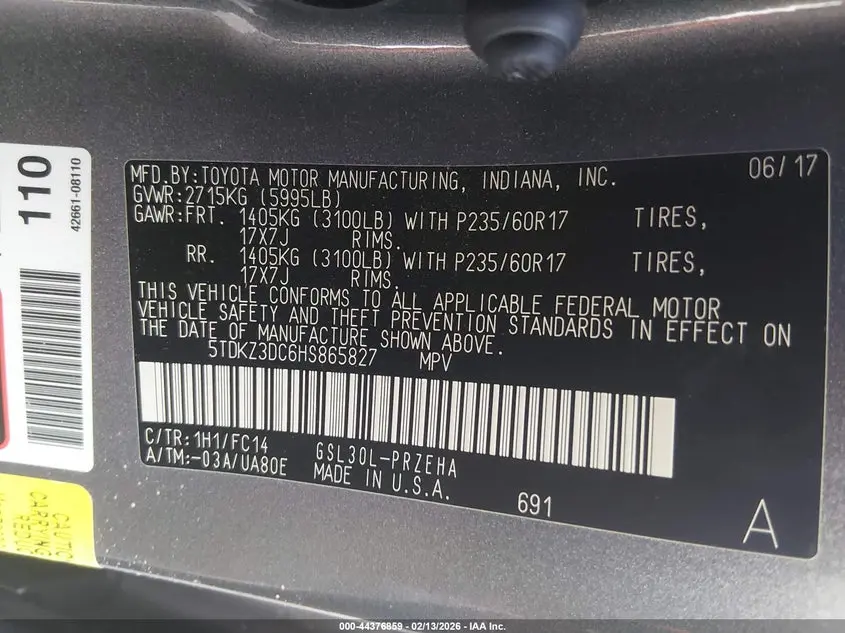 MFD.BY:TOYOTA MOTOR MANUFACTURING, INDIANA, INC. 06/17
GVWR:2715KG (5995LB)
GAWR:FRT. 1405KG (3100LB) WITH P235/60R17 TIRES,
17X7J RIMS.
RR. 1405KG (3100LB) WITH P235/60R17 TIRES,
17X7J RIMS.
THIS VEHICLE CONFORMS TO ALL APPLICABLE FEDERAL MOTOR
VEHICLE SAFETY AND THEFT PREVENTION STANDARDS IN EFFECT ON
THE DATE OF MANUFACTURE SHOWN ABOVE.
5TDKZ3DC6HS865827 MPV
C/TR:1H1/FC14 GSL30L-PRZEHA
A/TM:-03A/UA80E MADE IN U.S.A.
691
A
110
42661-08110
CAUTIO
CARRYING
REDUC
000-44376859 - 02/13/2026 - IAA Inc.